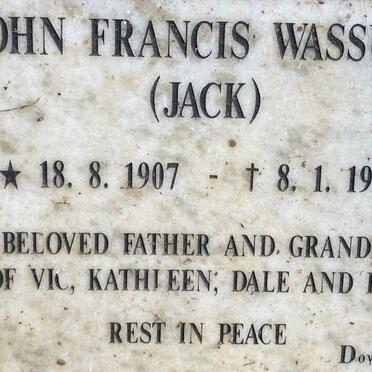 OHN FRANCIS WASSU
(JACK)
★ 18. 8. 1907 - † 8. 1. 19
BELOVED FATHER AND GRAND
OF VIC, KATHLEEN, DALE AND
REST IN PEACE
Dov